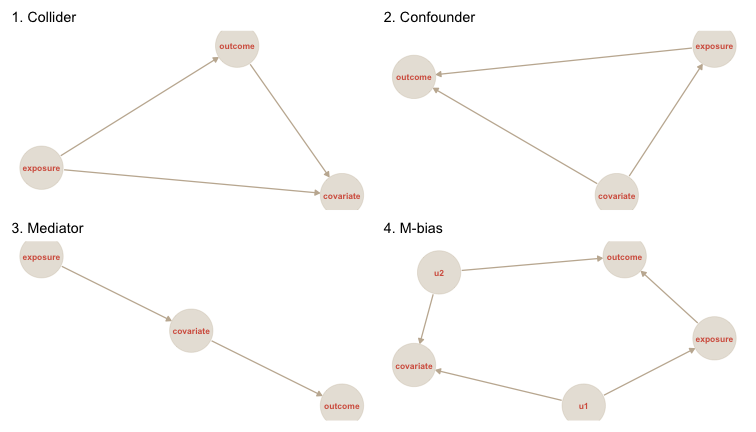 1. Collider
outcome
exposure
covariate
2. Confounder
exposure
outcome
covariate
3. Mediator
exposure
covariate
outcome
4. M-bias
outcome
u2
exposure
covariate
u1